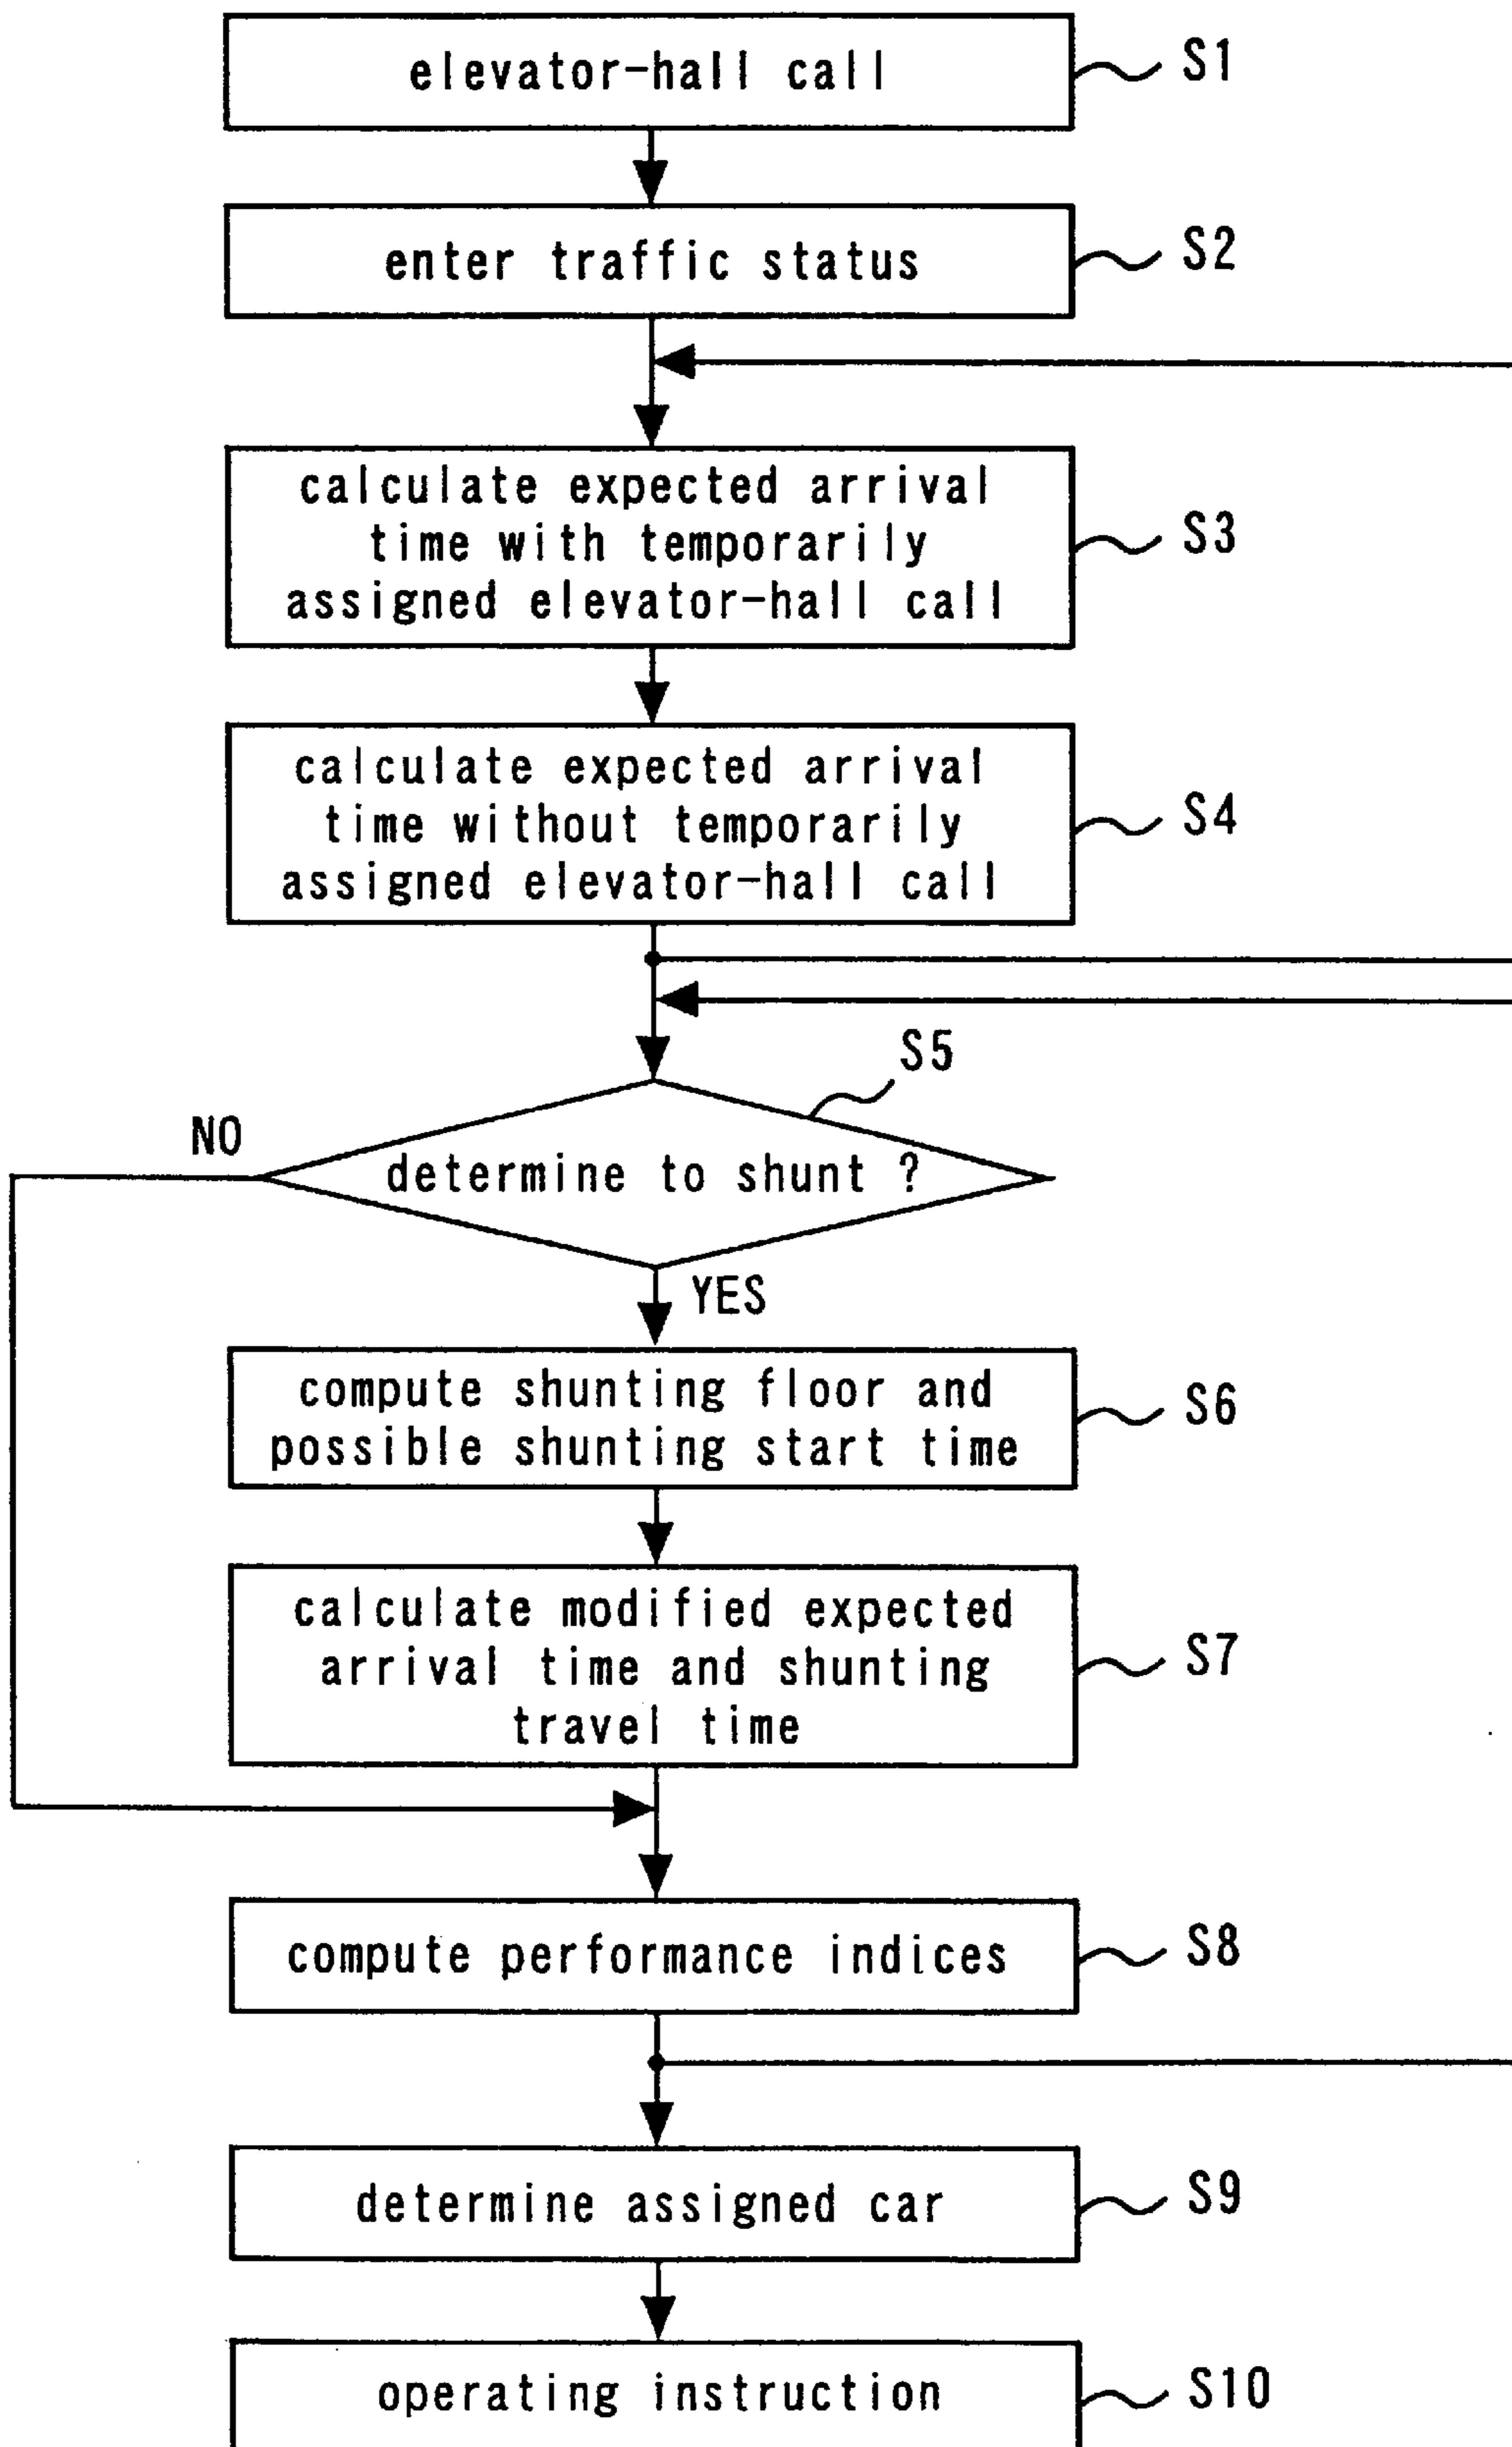 elevator-hall call
S1
enter traffic status
S2
calculate expected arrival
time with temporarily
assigned elevator-hall call
S3
calculate expected arrival
time without temporarily
assigned elevator-hall call
S4
S5
NO
determine to shunt ?
YES
compute shunting floor and
possible shunting start time
S6
calculate modified expected
arrival time and shunting
travel time
S7
compute performance indices
S8
determine assigned car
S9
operating instruction
S10